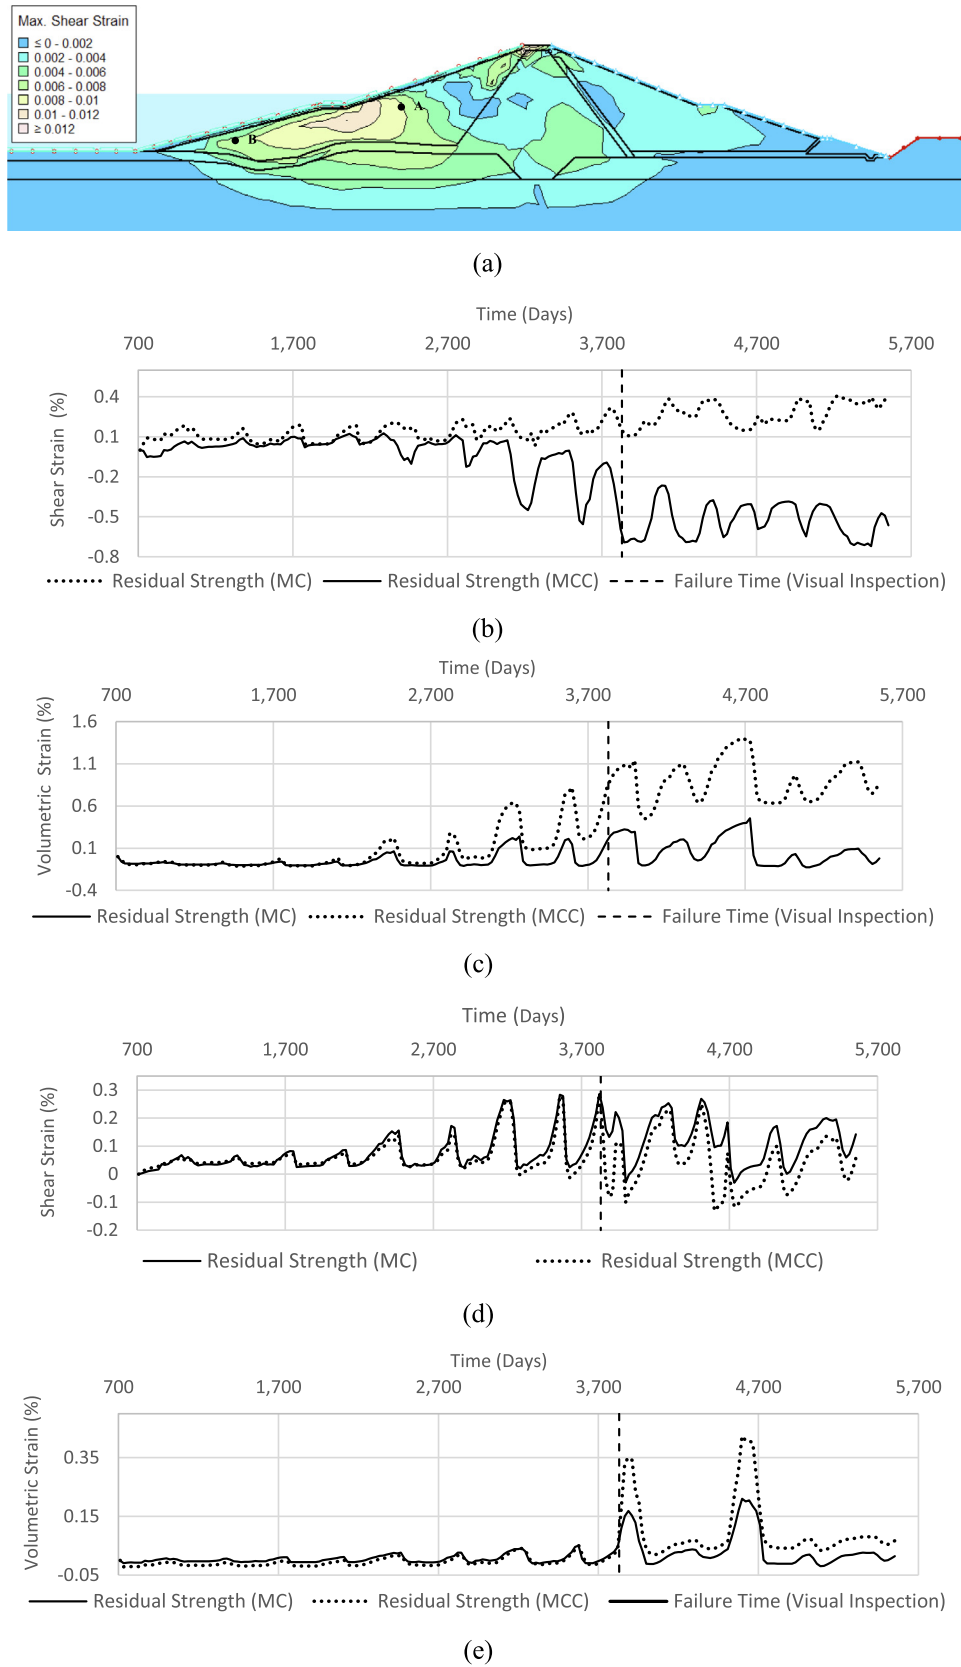 Max. Shear Strain
≤ 0 - 0.002
0.002 - 0.004
0.004 - 0.006
0.006 - 0.008
0.008 - 0.01
0.01 - 0.012
≥ 0.012
A
B
(a)
Time (Days)
700 1,700 2,700 3,700 4,700 5,700
Shear Strain (%)
0.4
0.1
-0.2
-0.5
-0.8
Residual Strength (MC) Residual Strength (MCC) Failure Time (Visual Inspection)
(b)
Time (Days)
700 1,700 2,700 3,700 4,700 5,700
Volumetric Strain (%)
1.6
1.1
0.6
0.1
-0.4
Residual Strength (MC) Residual Strength (MCC) Failure Time (Visual Inspection)
(c)
Time (Days)
700 1,700 2,700 3,700 4,700 5,700
Shear Strain (%)
0.3
0.2
0.1
0
-0.1
-0.2
Residual Strength (MC) Residual Strength (MCC)
(d)
Time (Days)
700 1,700 2,700 3,700 4,700 5,700
Volumetric Strain (%)
0.35
0.15
-0.05
Residual Strength (MC) Residual Strength (MCC) Failure Time (Visual Inspection)
(e)